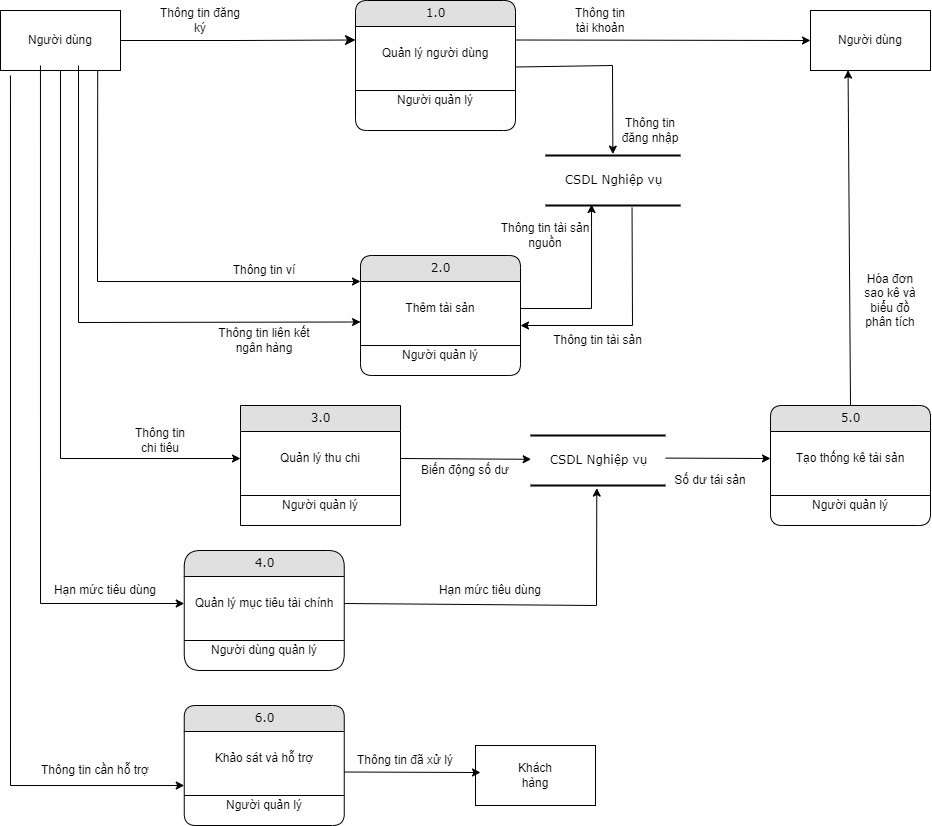 Người dùng
Thông tin đăng
ký
1.0
Quản lý người dùng
Người quản lý
Thông tin
tài khoản
Người dùng
Thông tin
đăng nhập
CSDL Nghiệp vụ
Thông tin tài sản
nguồn
Thông tin ví
2.0
Thêm tài sản
Người quản lý
Thông tin liên kết
ngân hàng
Thông tin tài sản
Hóa đơn
sao kê và
biểu đồ
phân tích
Thông tin
chi tiêu
3.0
Quản lý thu chi
Người quản lý
Biến động số dư
CSDL Nghiệp vụ
Số dư tái sản
5.0
Tạo thống kê tài sản
Người quản lý
Hạn mức tiêu dùng
4.0
Quản lý mục tiêu tài chính
Người dùng quản lý
Hạn mức tiêu dùng
Thông tin cần hỗ trợ
6.0
Khảo sát và hỗ trợ
Người quản lý
Thông tin đã xử lý
Khách
hàng